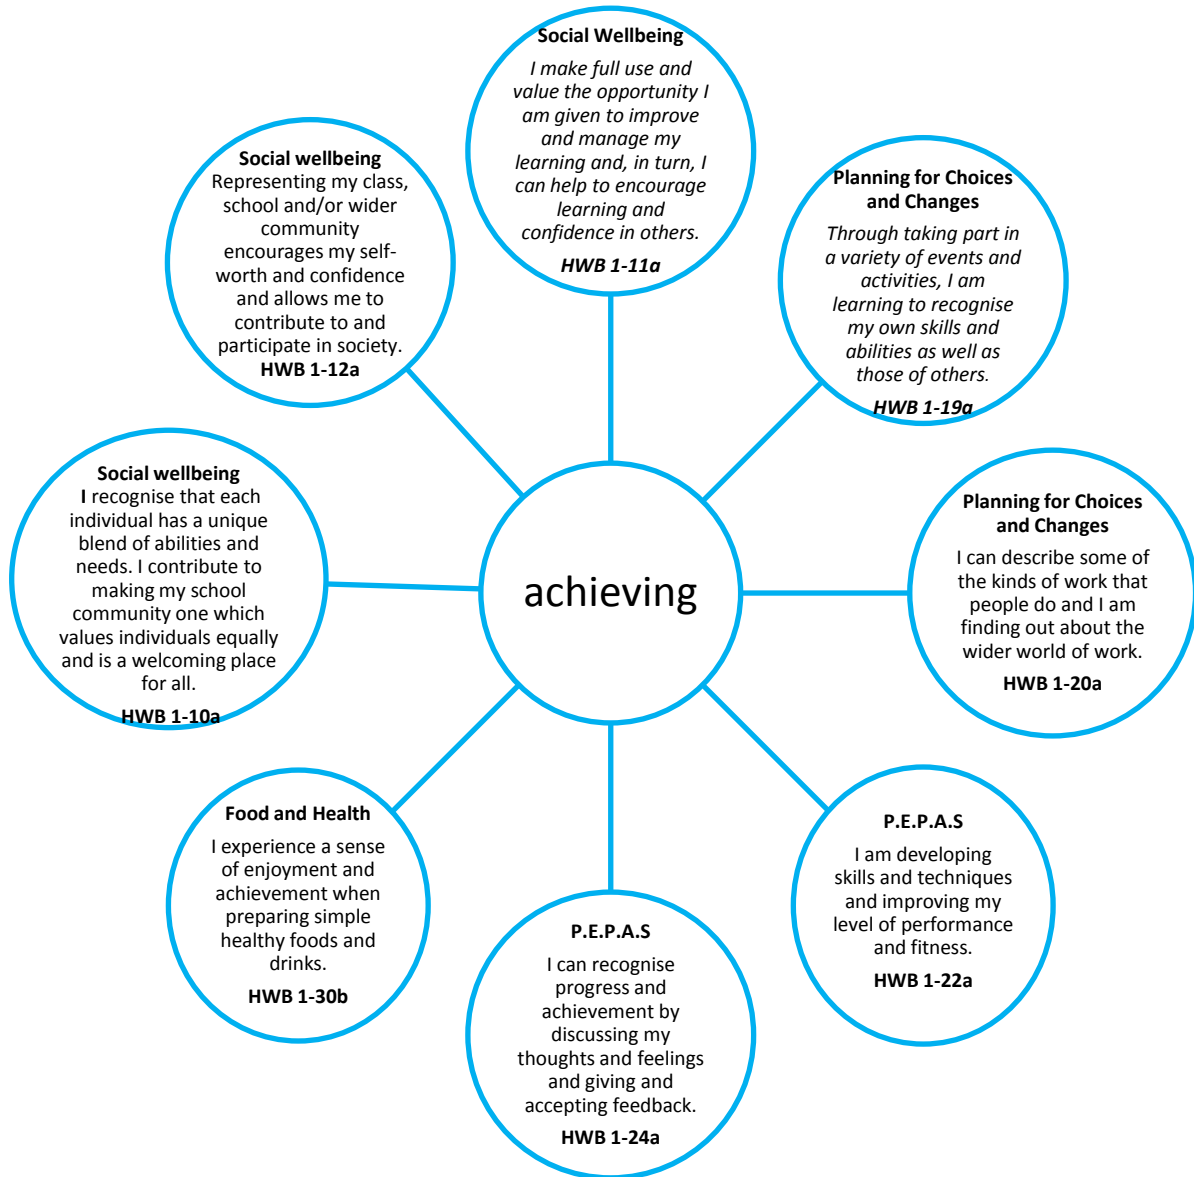 Social Wellbeing
I make full use and
value the opportunity I
am given to improve
and manage my
learning and, in turn, I
can help to encourage
learning and
confidence in others.
HWB 1-11a
Planning for Choices
and Changes
Through taking part in
a variety of events and
activities, I am
learning to recognise
my own skills and
abilities as well as
those of others.
HWB 1-19a
Planning for Choices
and Changes
I can describe some of
the kinds of work that
people do and I am
finding out about the
wider world of work.
HWB 1-20a
P.E.P.A.S
I am developing
skills and techniques
and improving my
level of performance
and fitness.
HWB 1-22a
P.E.P.A.S
I can recognise
progress and
achievement by
discussing my
thoughts and feelings
and giving and
accepting feedback.
HWB 1-24a
Food and Health
I experience a sense
of enjoyment and
achievement when
preparing simple
healthy foods and
drinks.
HWB 1-30b
Social wellbeing
I recognise that each
individual has a unique
blend of abilities and
needs. I contribute to
making my school
community one which
values individuals equally
and is a welcoming place
for all.
HWB 1-10a
Social wellbeing
Representing my class,
school and/or wider
community
encourages my self-
worth and confidence
and allows me to
contribute to and
participate in society.
HWB 1-12a
achieving